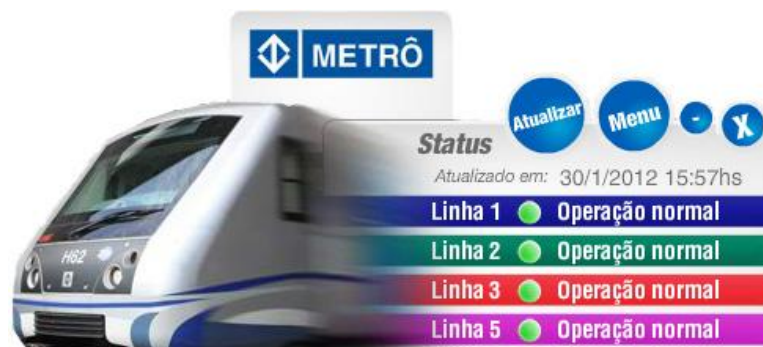 METRÔ
Atualizar
Menu
-
X
Status
Atualizado em: 30/1/2012 15:57hs
Linha 1 Operação normal
Linha 2 Operação normal
Linha 3 Operação normal
Linha 5 Operação normal
H62